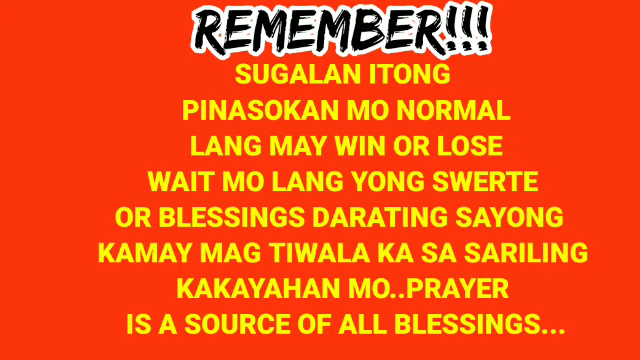 REMEMBER!!!
SUGALAN ITONG
PINASOKAN MO NORMAL
LANG MAY WIN OR LOSE
WAIT MO LANG YONG SWERTE
OR BLESSINGS DARATING SAYONG
KAMAY MAG TIWALA KA SA SARILING
KAKAYAHAN MO..PRAYER
IS A SOURCE OF ALL BLESSINGS...